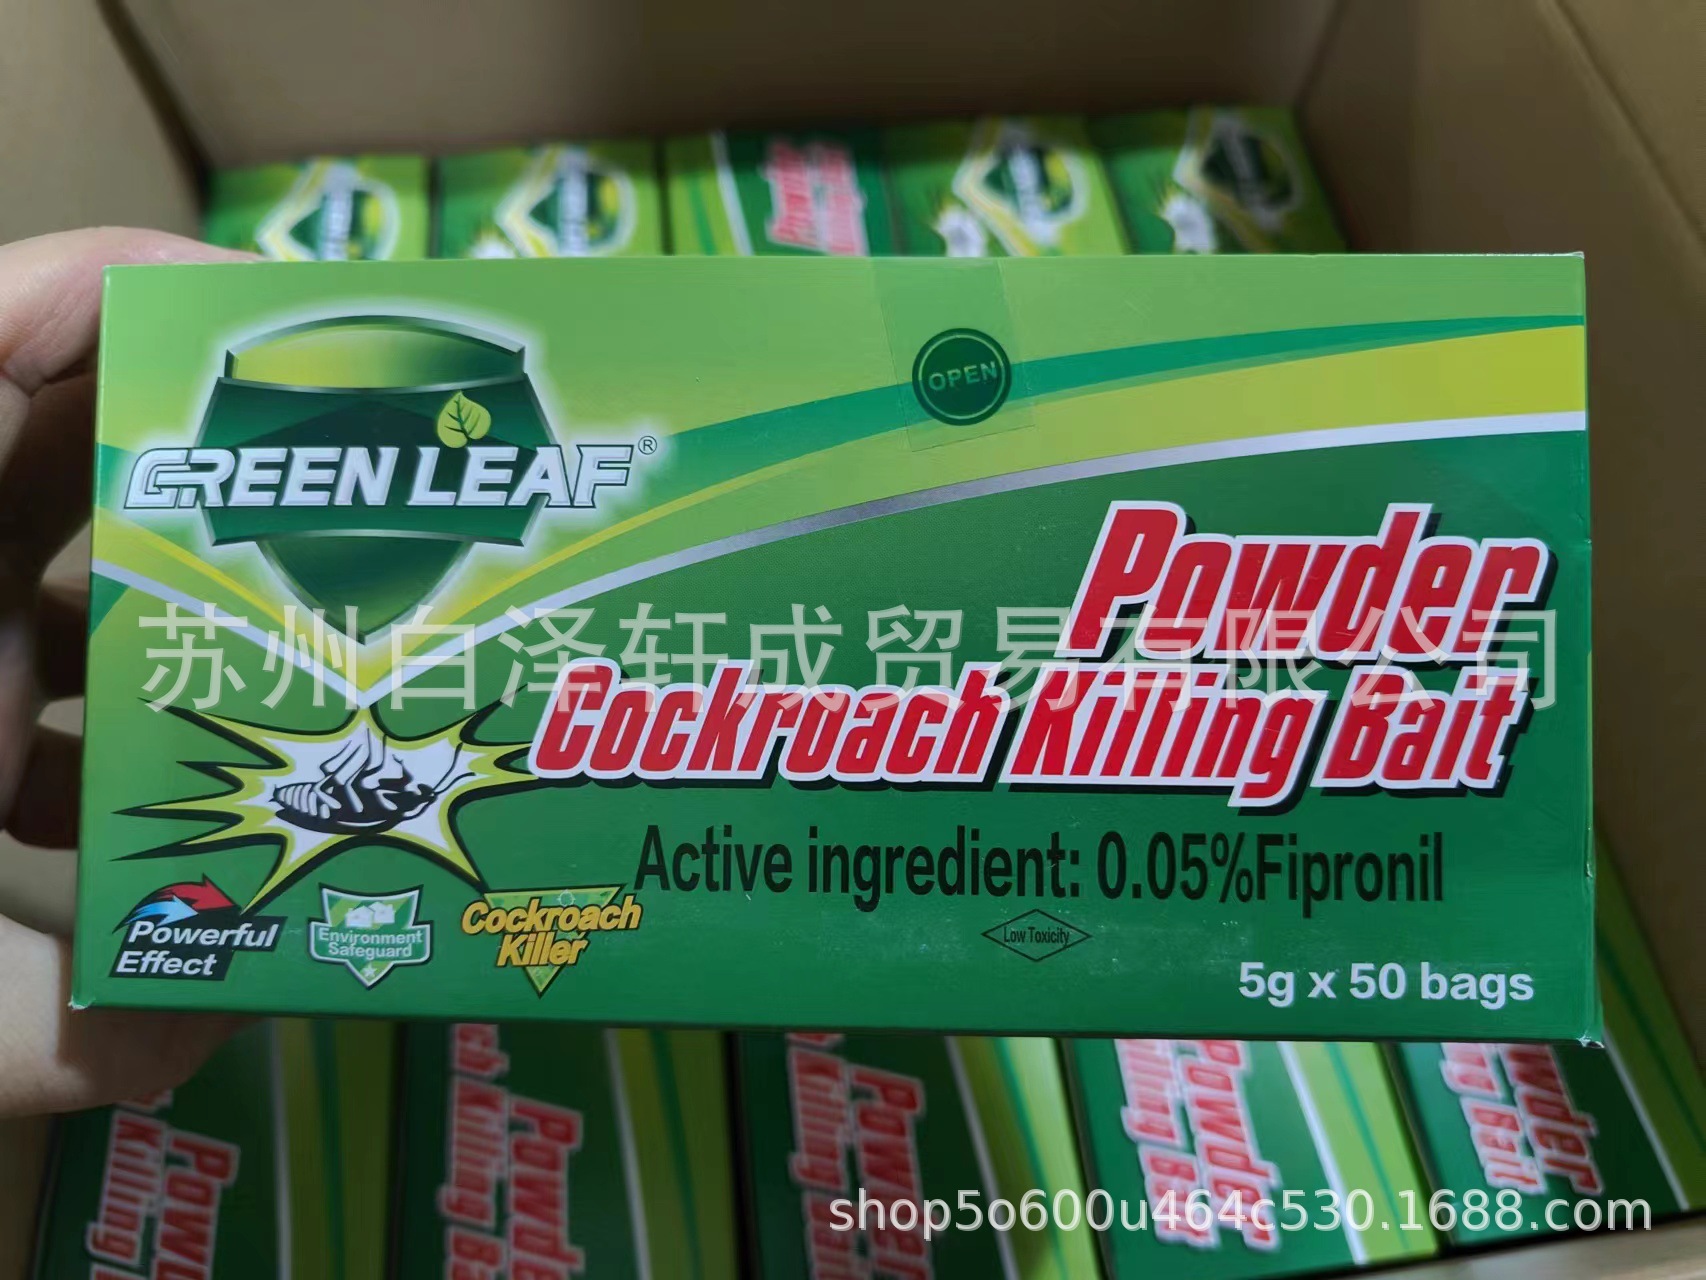 GREEN LEAF®
OPEN
Powder
苏州白泽轩成贸易有限公司
Cockroach Killing Bait
Active ingredient: 0.05%Fipronil
Powerful
Effect
Environment
Safeguard
Cockroach
Killer
Low Toxicity
5g x 50 bags
shop5o600u464c530.1688.com